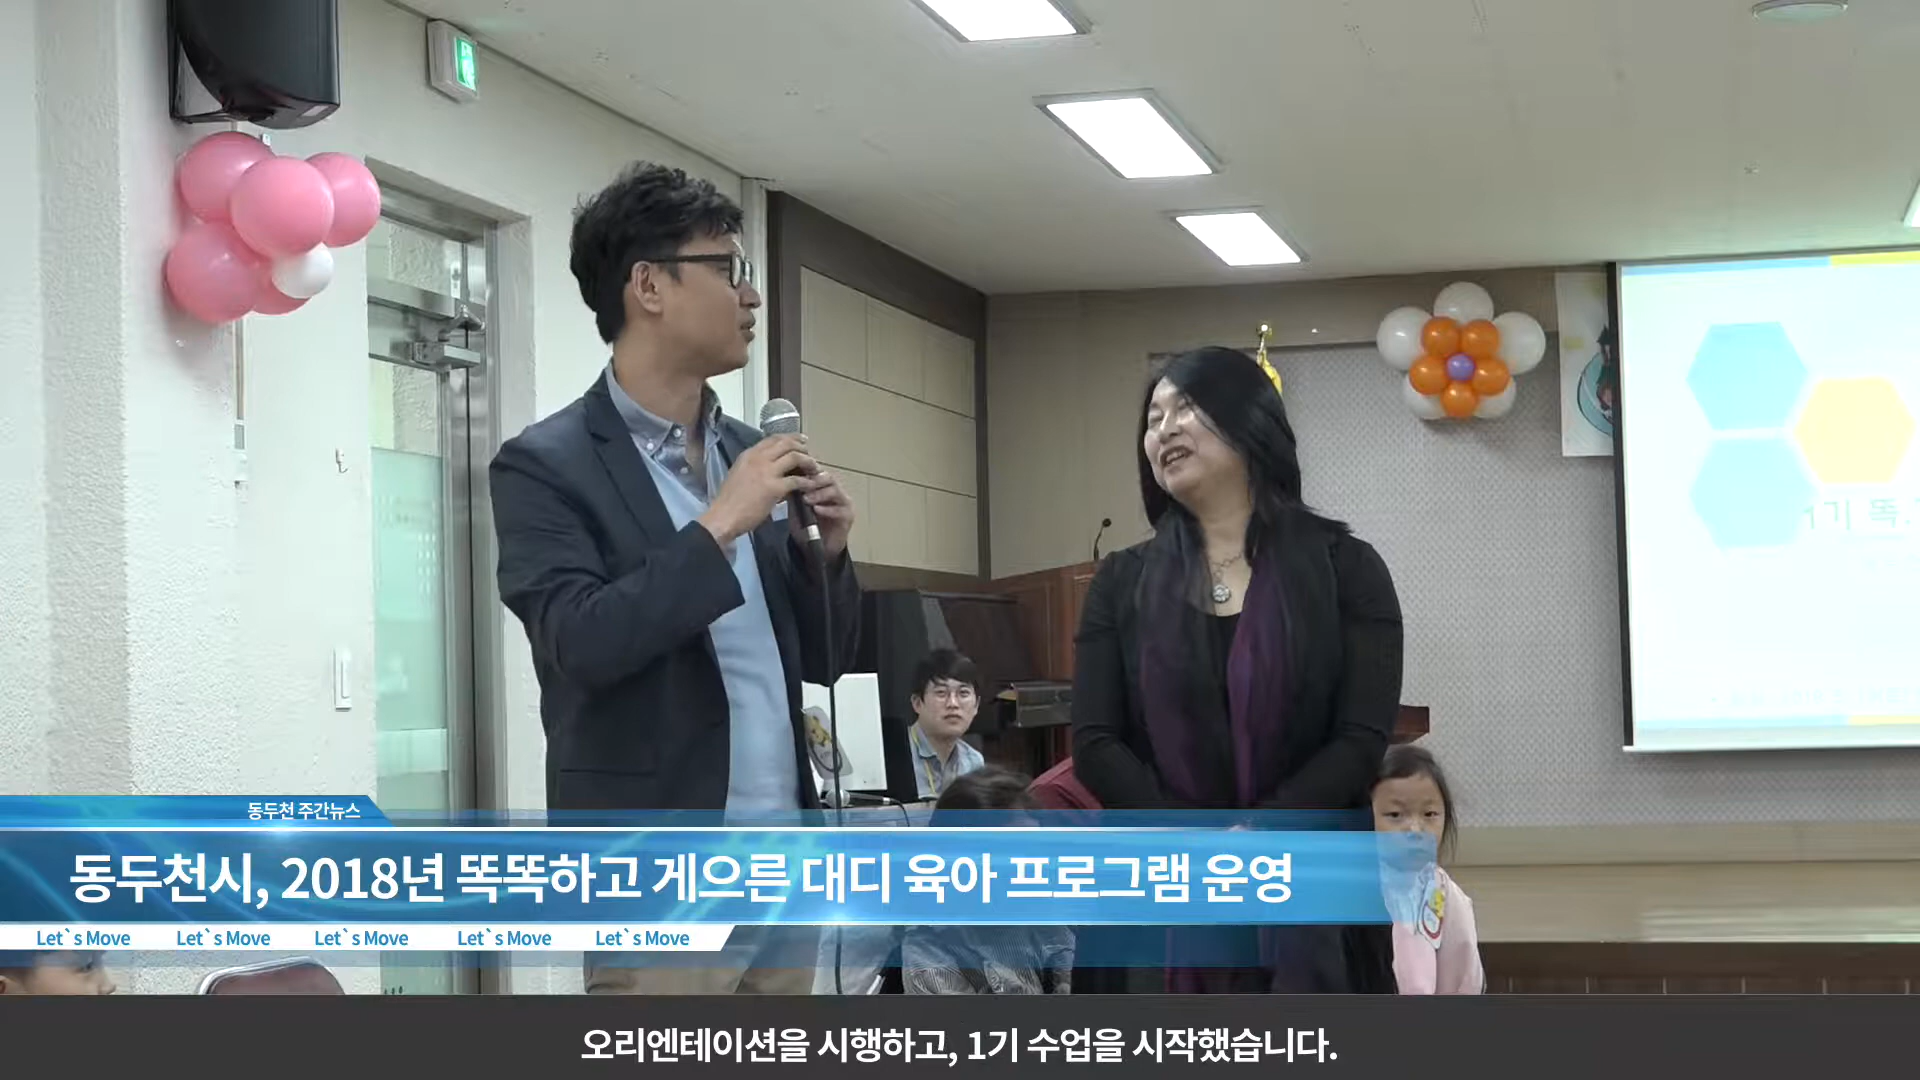 1기 똑
동두천 주간뉴스
동두천시, 2018년 똑똑하고 게으른 대디 육아 프로그램 운영
Let`s Move Let`s Move Let`s Move Let`s Move Let`s Move
오리엔테이션을 시행하고, 1기 수업을 시작했습니다.